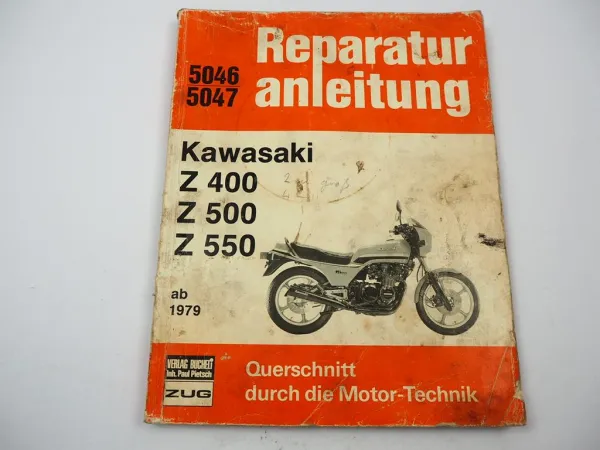 Reparatur
anleitung
5046
5047
Kawasaki
Z 400
Z 500
Z 550
ab
1979
VERLAG BUCHELI
Inh. Paul Pietsch
ZUG
Querschnitt
durch die Motor-Technik